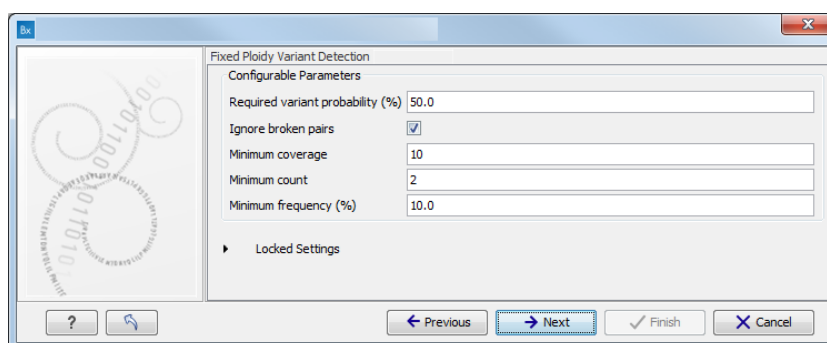 Bx
Fixed Ploidy Variant Detection
Configurable Parameters
Required variant probability (%) 50.0
Ignore broken pairs
Minimum coverage 10
Minimum count 2
Minimum frequency (%) 10.0
Locked Settings
? Previous Next Finish Cancel